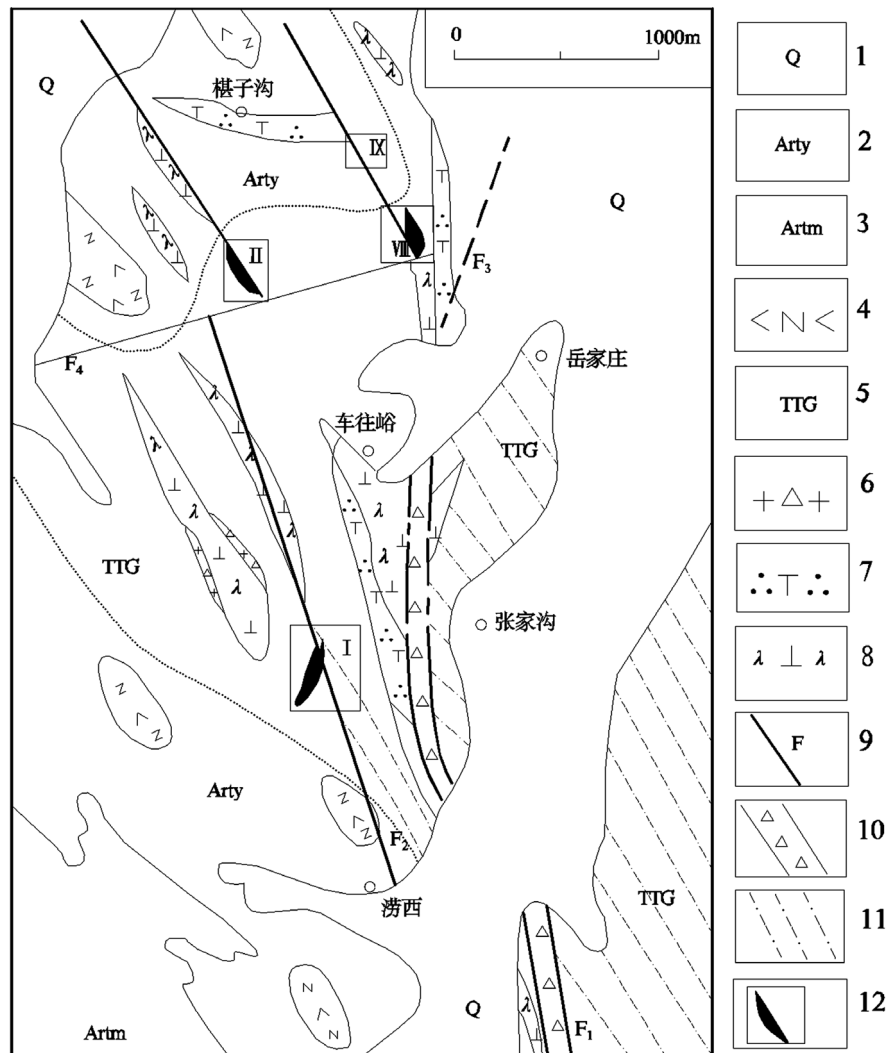 0 1000m
Q
椹子沟
IX
Arty
Q
II
VIII
F3
F4
岳家庄
车往峪
TTG
TTG
张家沟
I
Arty
F2
涝西
TTG
Q
Artm
F1
λ
⊥
Q 1
Arty 2
Artm 3
< N < 4
TTG 5
+ △ + 6
∴ T ∴ 7
λ ⊥ λ 8
F 9
10
11
12